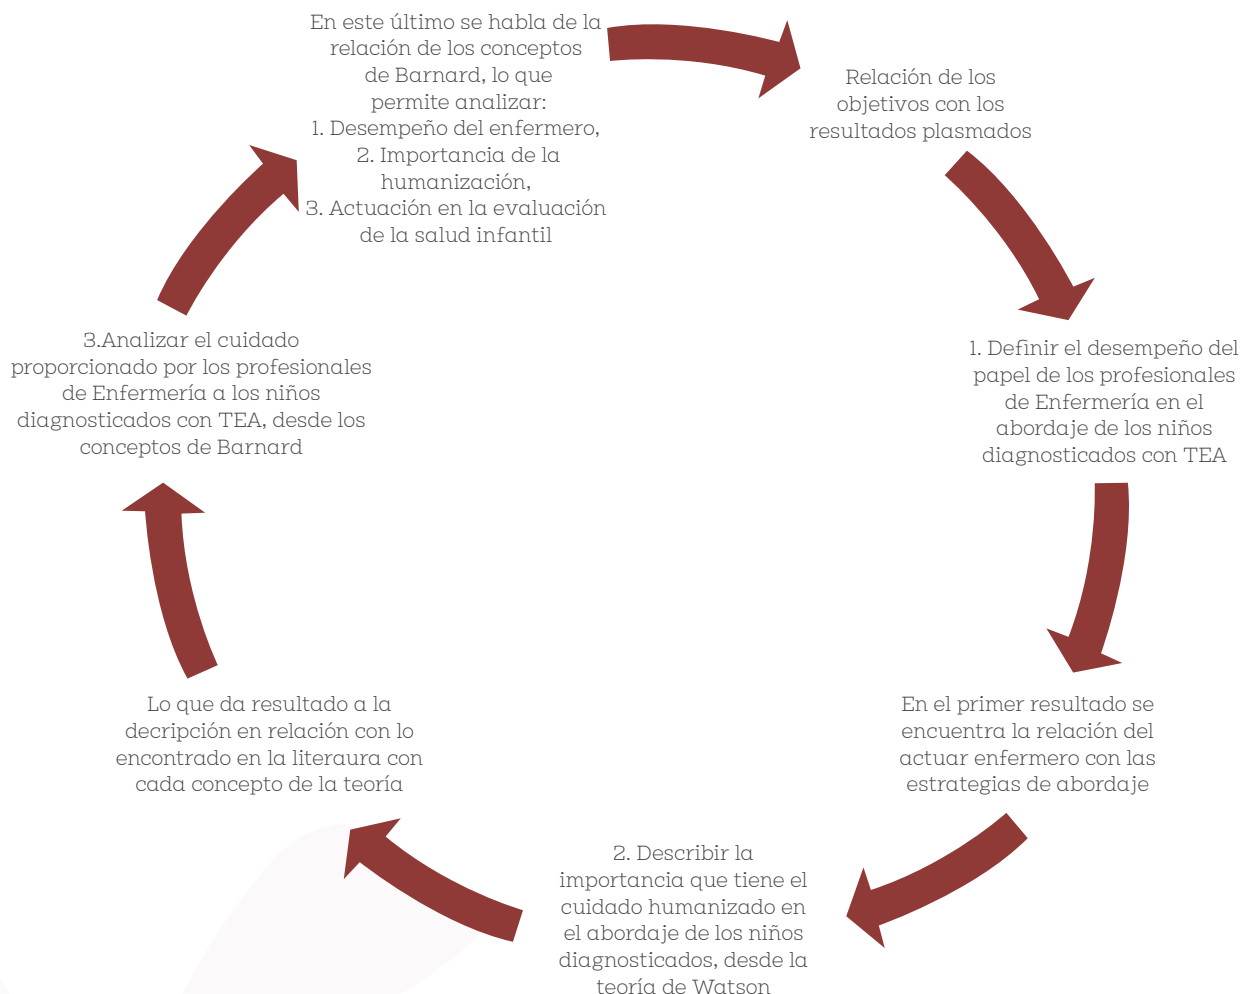 En este último se habla de la
relación de los conceptos
de Barnard, lo que
permite analizar:
1. Desempeño del enfermero,
2. Importancia de la
humanización,
3. Actuación en la evaluación
de la salud infantil
Relación de los
objetivos con los
resultados plasmados
1. Definir el desempeño del
papel de los profesionales
de Enfermería en el
abordaje de los niños
diagnosticados con TEA
En el primer resultado se
encuentra la relación del
actuar enfermero con las
estrategias de abordaje
2. Describir la
importancia que tiene el
cuidado humanizado en
el abordaje de los niños
diagnosticados, desde la
teoría de Watson
Lo que da resultado a la
decripción en relación con lo
encontrado en la literaura con
cada concepto de la teoría
3.Analizar el cuidado
proporcionado por los profesionales
de Enfermería a los niños
diagnosticados con TEA, desde los
conceptos de Barnard